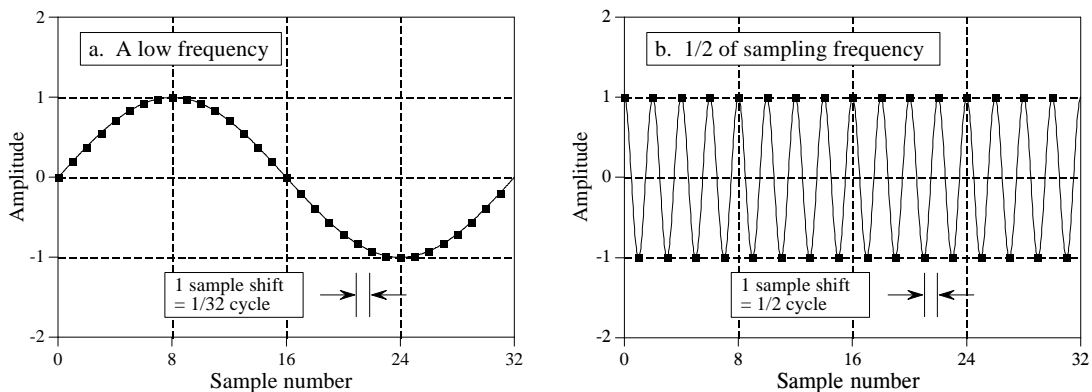 a. A low frequency
2
1
0
-1
-2
Amplitude
1 sample shift
= 1/32 cycle
0
8
16
24
32
Sample number
b. 1/2 of sampling frequency
2
1
0
-1
-2
Amplitude
1 sample shift
= 1/2 cycle
0
8
16
24
32
Sample number